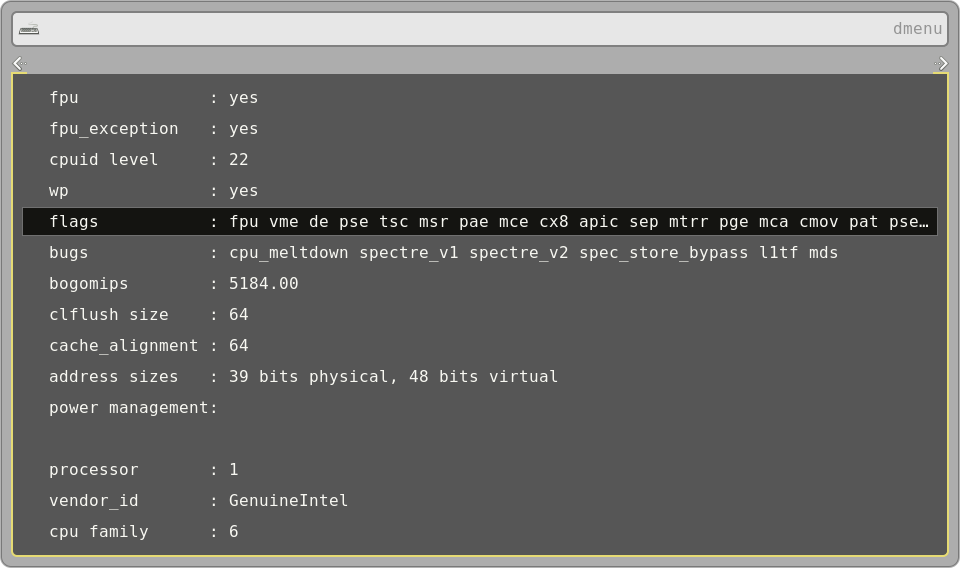 dmenu
fpu             : yes
fpu_exception   : yes
cpuid level     : 22
wp              : yes
flags           : fpu vme de pse tsc msr pae mce cx8 apic sep mtrr pge mca cmov pat pse…
bugs            : cpu_meltdown spectre_v1 spectre_v2 spec_store_bypass l1tf mds
bogomips        : 5184.00
clflush size    : 64
cache_alignment : 64
address sizes   : 39 bits physical, 48 bits virtual
power management:
processor       : 1
vendor_id       : GenuineIntel
cpu family      : 6